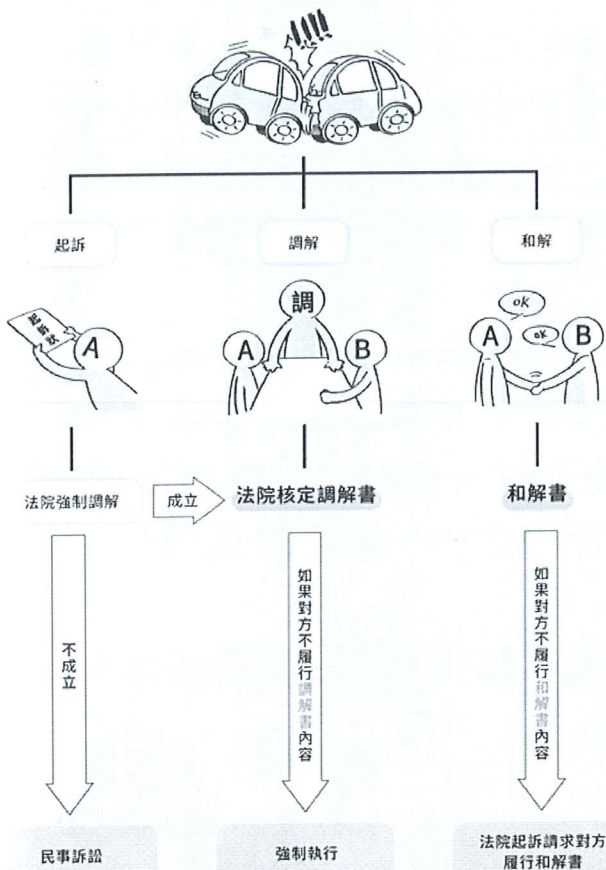 !!!!
起訴
調解
和解
起訴狀
A
調
A
B
OK
OK
A
B
法院強制調解
成立
法院核定調解書
和解書
不成立
如果對方不履行調解書內容
如果對方不履行和解書內容
民事訴訟
強制執行
法院起訴請求對方
履行和解書